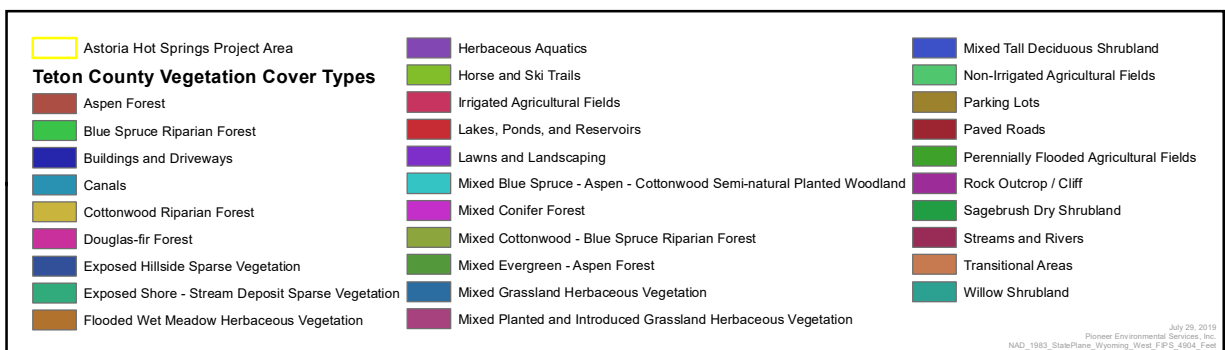 Astoria Hot Springs Project Area
Teton County Vegetation Cover Types
Aspen Forest
Blue Spruce Riparian Forest
Buildings and Driveways
Canals
Cottonwood Riparian Forest
Douglas-fir Forest
Exposed Hillside Sparse Vegetation
Exposed Shore - Stream Deposit Sparse Vegetation
Flooded Wet Meadow Herbaceous Vegetation
Herbaceous Aquatics
Horse and Ski Trails
Irrigated Agricultural Fields
Lakes, Ponds, and Reservoirs
Lawns and Landscaping
Mixed Blue Spruce - Aspen - Cottonwood Semi-natural Planted Woodland
Mixed Conifer Forest
Mixed Cottonwood - Blue Spruce Riparian Forest
Mixed Evergreen - Aspen Forest
Mixed Grassland Herbaceous Vegetation
Mixed Planted and Introduced Grassland Herbaceous Vegetation
Mixed Tall Deciduous Shrubland
Non-Irrigated Agricultural Fields
Parking Lots
Paved Roads
Perennially Flooded Agricultural Fields
Rock Outcrop / Cliff
Sagebrush Dry Shrubland
Streams and Rivers
Transitional Areas
Willow Shrubland
July 29, 2019
Pioneer Environmental Services, Inc.
NAD_1983_StatePlane_Wyoming_West_FIPS_4904_Feet